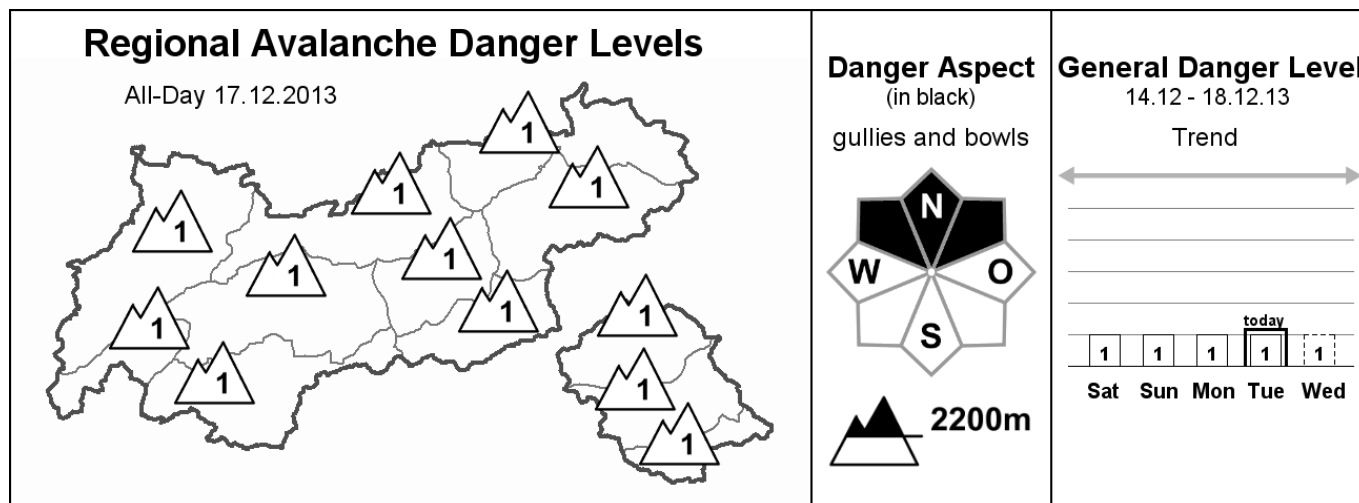 Regional Avalanche Danger Levels
All-Day 17.12.2013
1
1
1
1
1
1
1
1
1
1
1
1
Danger Aspect
(in black)
gullies and bowls
N
W O
S
2200m
General Danger Level
14.12 - 18.12.13
Trend
today
1 1 1 1 1
Sat Sun Mon Tue Wed